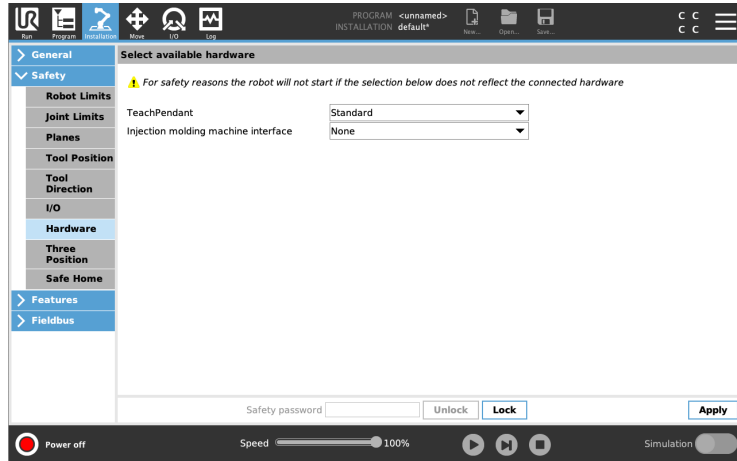 UR
Run
Program
Installation
Move
I/O
Log
PROGRAM <unnamed>
INSTALLATION default*
New...
Open...
Save...
C C
C C
General
Safety
Robot Limits
Joint Limits
Planes
Tool Position
Tool
Direction
I/O
Hardware
Three
Position
Safe Home
Features
Fieldbus
Select available hardware
For safety reasons the robot will not start if the selection below does not reflect the connected hardware
TeachPendant Standard
Injection molding machine interface None
Safety password Unlock Lock Apply
Power off Speed 100% Simulation